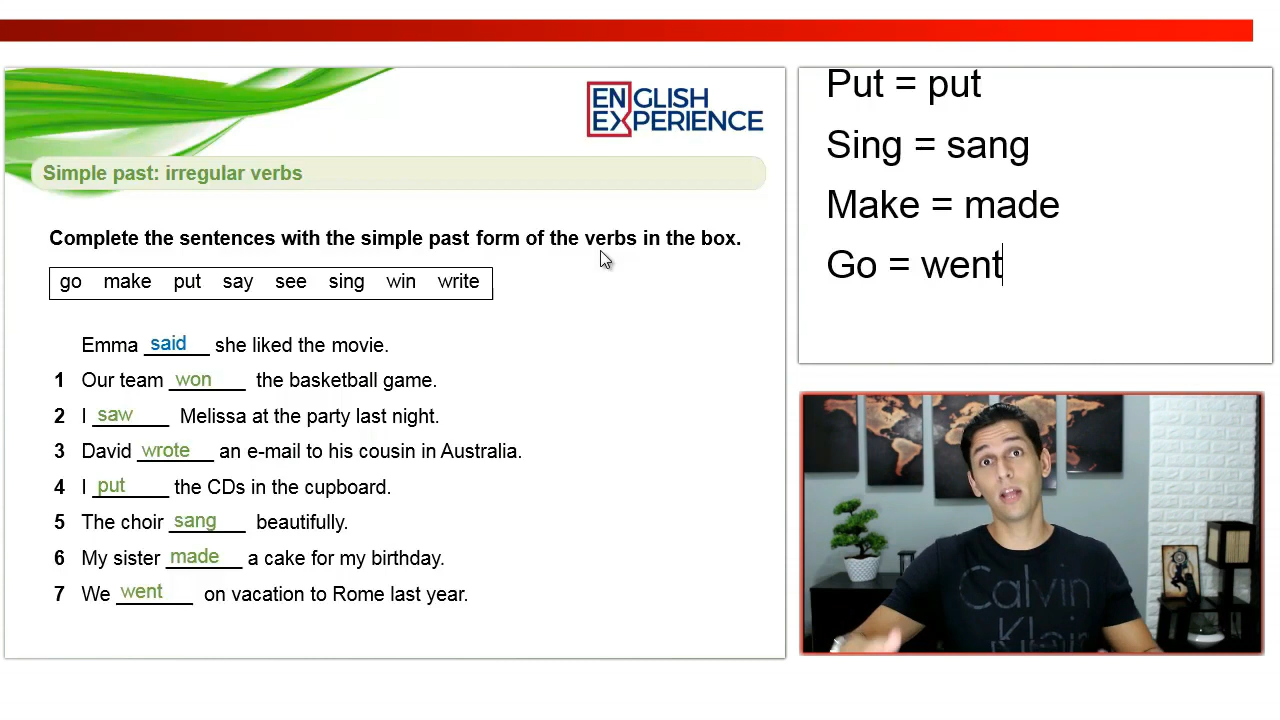 ENGLISH
EXPERIENCE
Simple past: irregular verbs
Complete the sentences with the simple past form of the verbs in the box.
go make put say see sing win write
Emma said she liked the movie.
1 Our team won the basketball game.
2 I saw Melissa at the party last night.
3 David wrote an e-mail to his cousin in Australia.
4 I put the CDs in the cupboard.
5 The choir sang beautifully.
6 My sister made a cake for my birthday.
7 We went on vacation to Rome last year.
Put = put
Sing = sang
Make = made
Go = went
Calvin
Klein